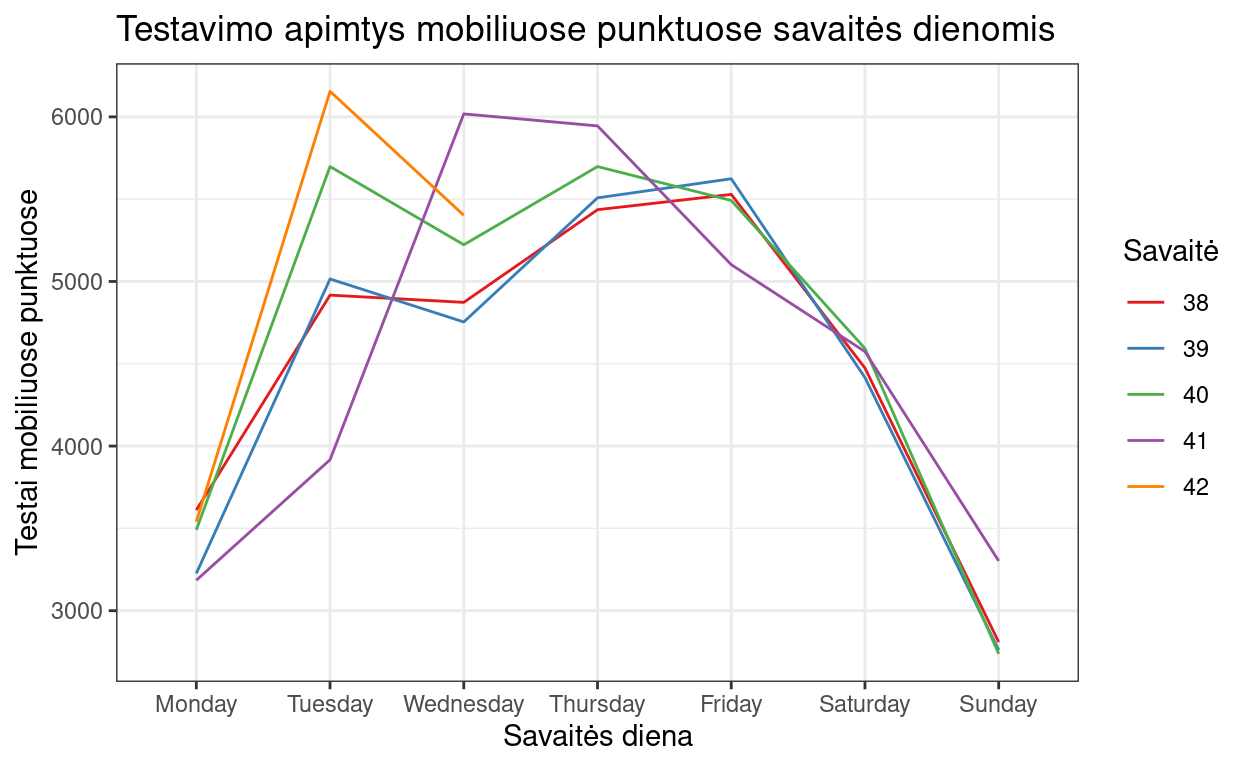 Testavimo apimtys mobiliuose punktuose savaitės dienomis
Testai mobiliuose punktuose
6000
5000
4000
3000
Monday Tuesday Wednesday Thursday Friday Saturday Sunday
Savaitės diena
Savaitė
38
39
40
41
42